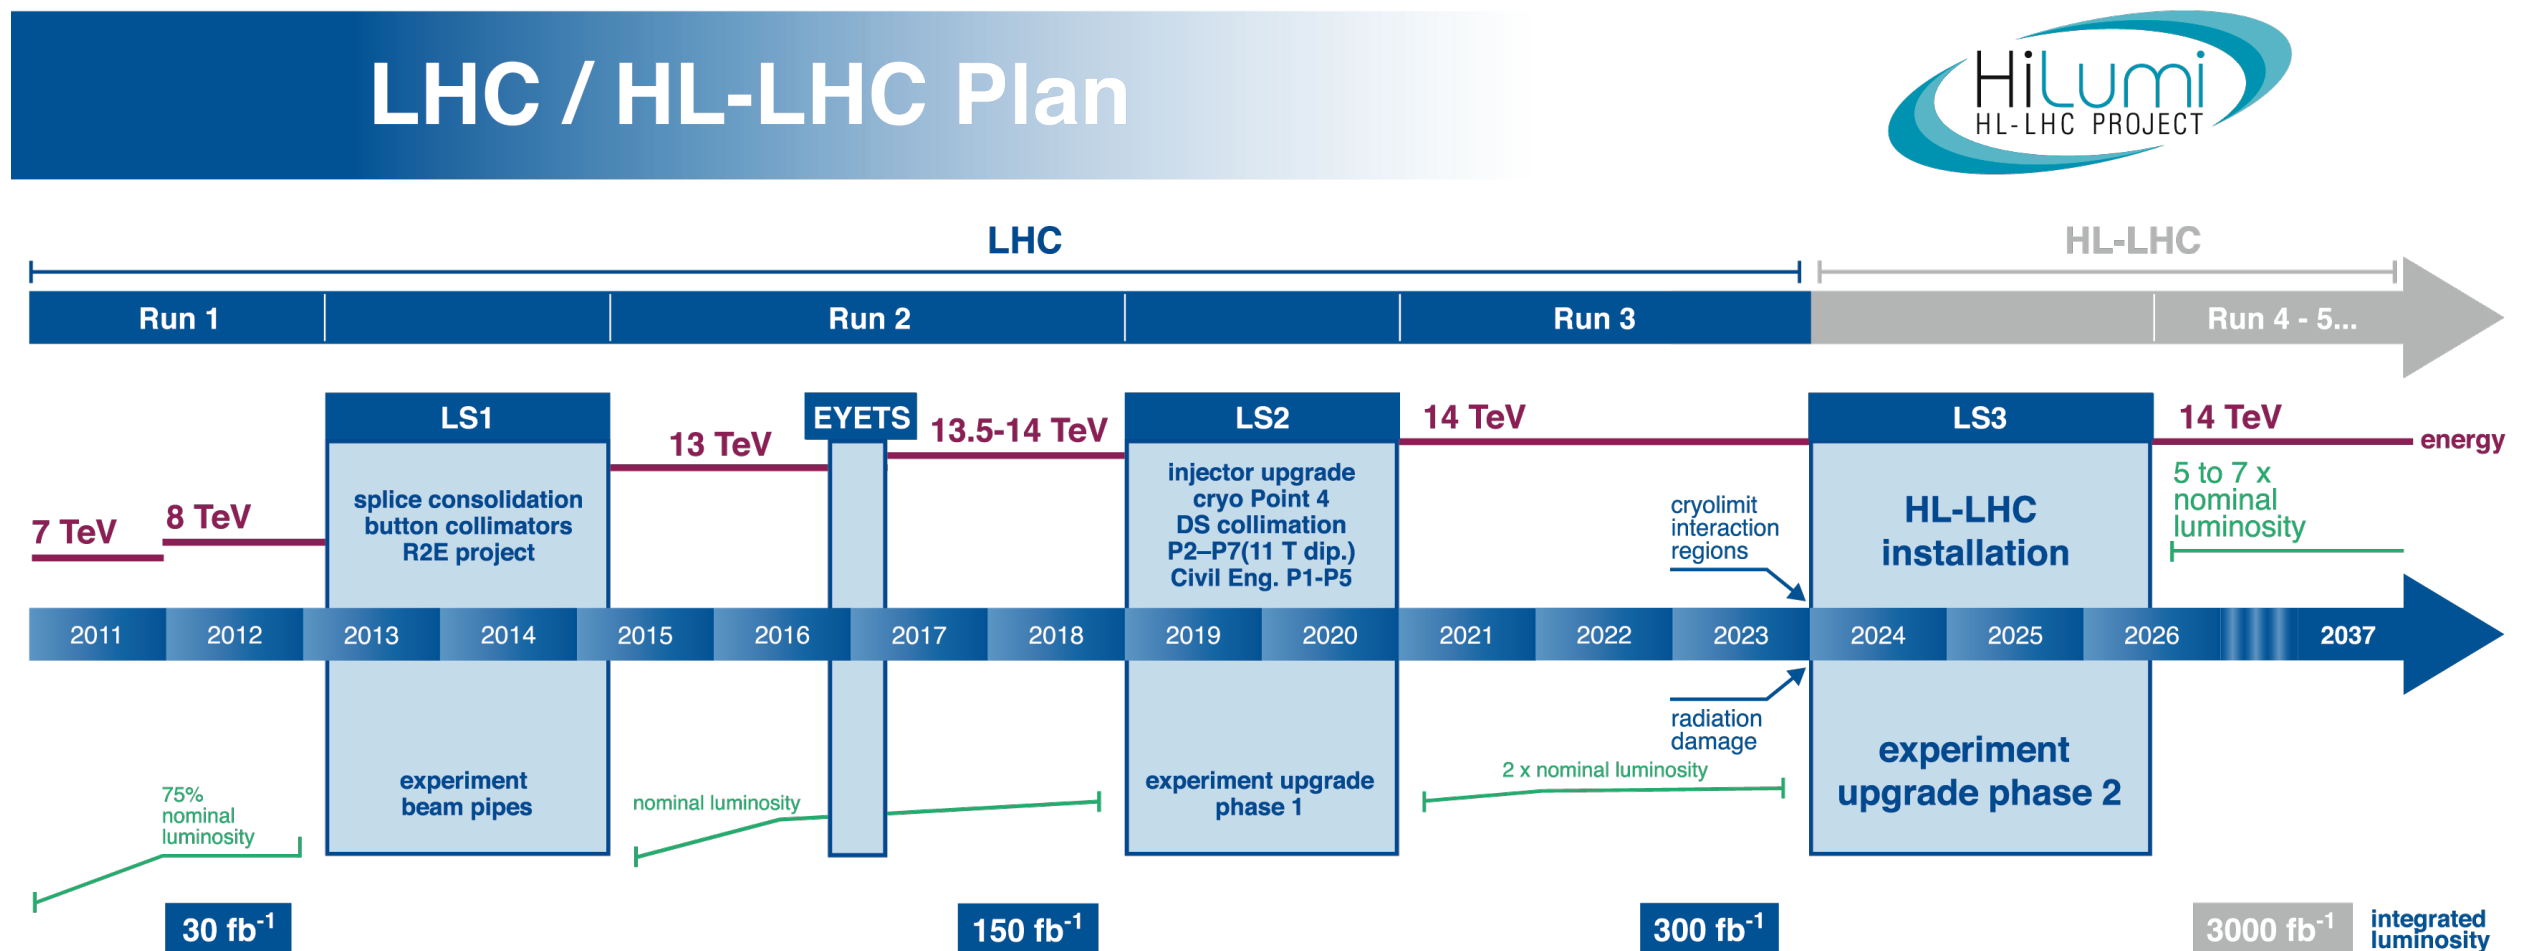 LHC / HL-LHC Plan
HiLumi
HL-LHC PROJECT
LHC
HL-LHC
Run 1
Run 2
Run 3
Run 4 - 5...
LS1
EYETS
LS2
LS3
7 TeV
8 TeV
13 TeV
13.5-14 TeV
14 TeV
14 TeV
energy
splice consolidation
button collimators
R2E project
injector upgrade
cryo Point 4
DS collimation
P2–P7(11 T dip.)
Civil Eng. P1-P5
cryolimit
interaction
regions
HL-LHC
installation
5 to 7 x
nominal
luminosity
2011
2012
2013
2014
2015
2016
2017
2018
2019
2020
2021
2022
2023
2024
2025
2026
2037
75%
nominal
luminosity
experiment
beam pipes
nominal luminosity
experiment upgrade
phase 1
2 x nominal luminosity
radiation
damage
experiment
upgrade phase 2
30 fb⁻¹
150 fb⁻¹
300 fb⁻¹
3000 fb⁻¹
integrated
luminosity